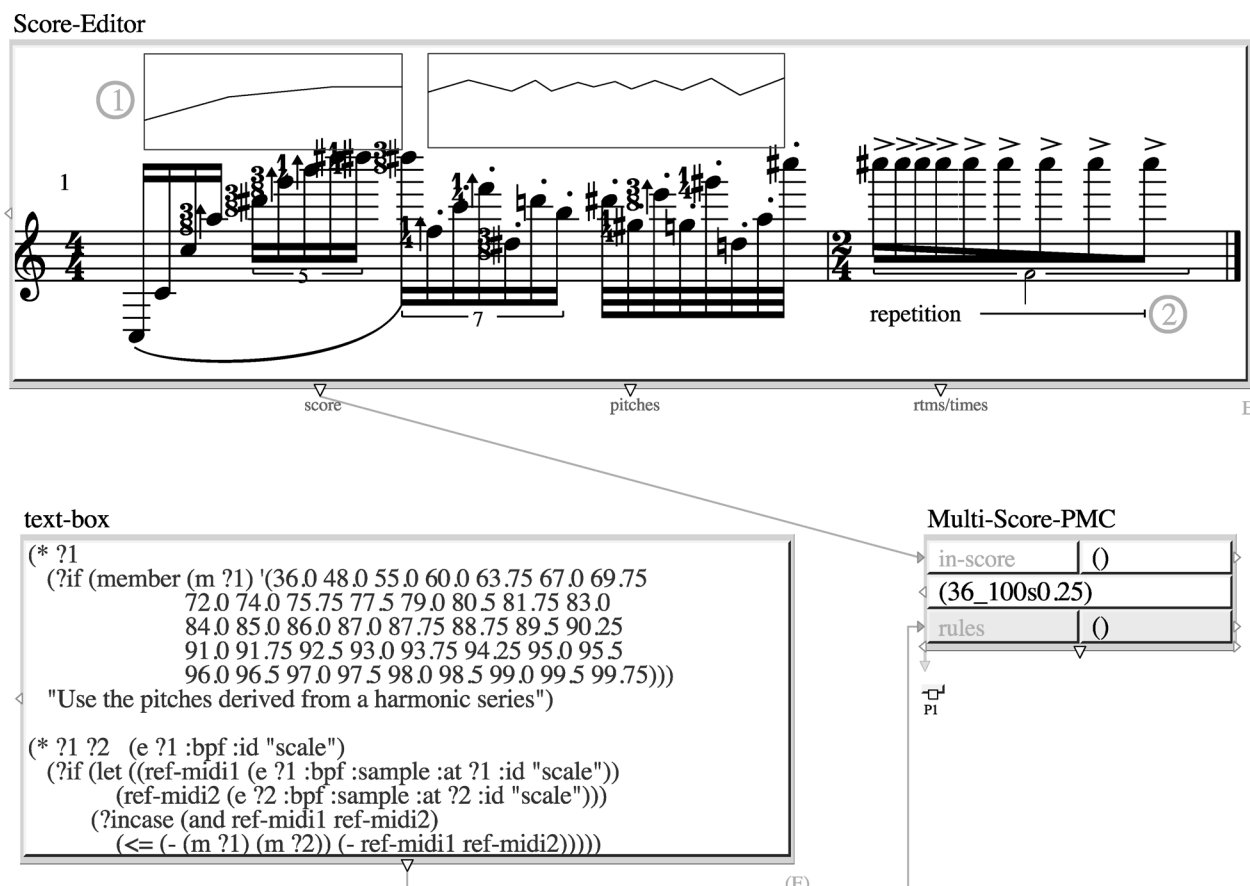 Score-Editor
1
1
4
4
5
7
2
4
repetition
2
score
pitches
rtms/times
E
text-box
(* ?1
(?if (member (m ?1) '(36.0 48.0 55.0 60.0 63.75 67.0 69.75
72.0 74.0 75.75 77.5 79.0 80.5 81.75 83.0
84.0 85.0 86.0 87.0 87.75 88.75 89.5 90.25
91.0 91.75 92.5 93.0 93.75 94.25 95.0 95.5
96.0 96.5 97.0 97.5 98.0 98.5 99.0 99.5 99.75)))
"Use the pitches derived from a harmonic series")
(* ?1 ?2 (e ?1 :bpf :id "scale")
(?if (let ((ref-midi1 (e ?1 :bpf :sample :at ?1 :id "scale"))
(ref-midi2 (e ?2 :bpf :sample :at ?2 :id "scale")))
(?incase (and ref-midi1 ref-midi2)
(<= (- (m ?1) (m ?2)) (- ref-midi1 ref-midi2)))))
(E)
Multi-Score-PMC
in-score ()
(36_100s0.25)
rules ()
P1